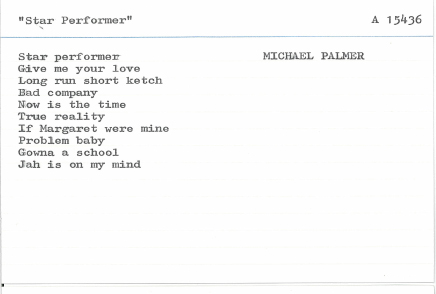 "Star Performer" A 15436
Star performer MICHAEL PALMER
Give me your love
Long run short ketch
Bad company
Now is the time
True reality
If Margaret were mine
Problem baby
Gowna a school
Jah is on my mind